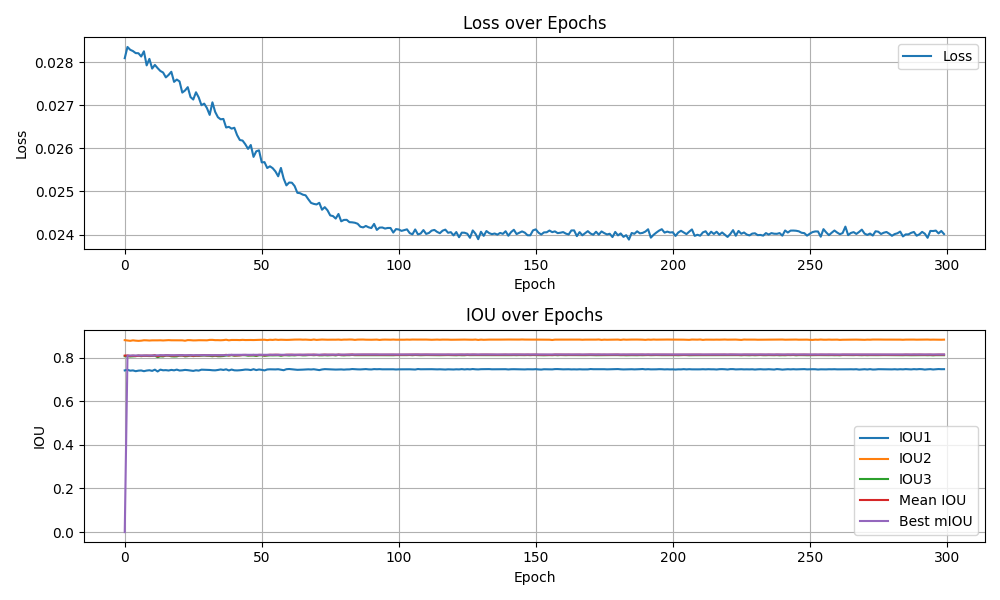 Loss over Epochs
Loss
0.028
0.027
0.026
0.025
0.024
Loss
0 50 100 150 200 250 300
Epoch
IOU over Epochs
0.8
0.6
0.4
0.2
0.0
IOU
IOU1
IOU2
IOU3
Mean IOU
Best mIOU
0 50 100 150 200 250 300
Epoch